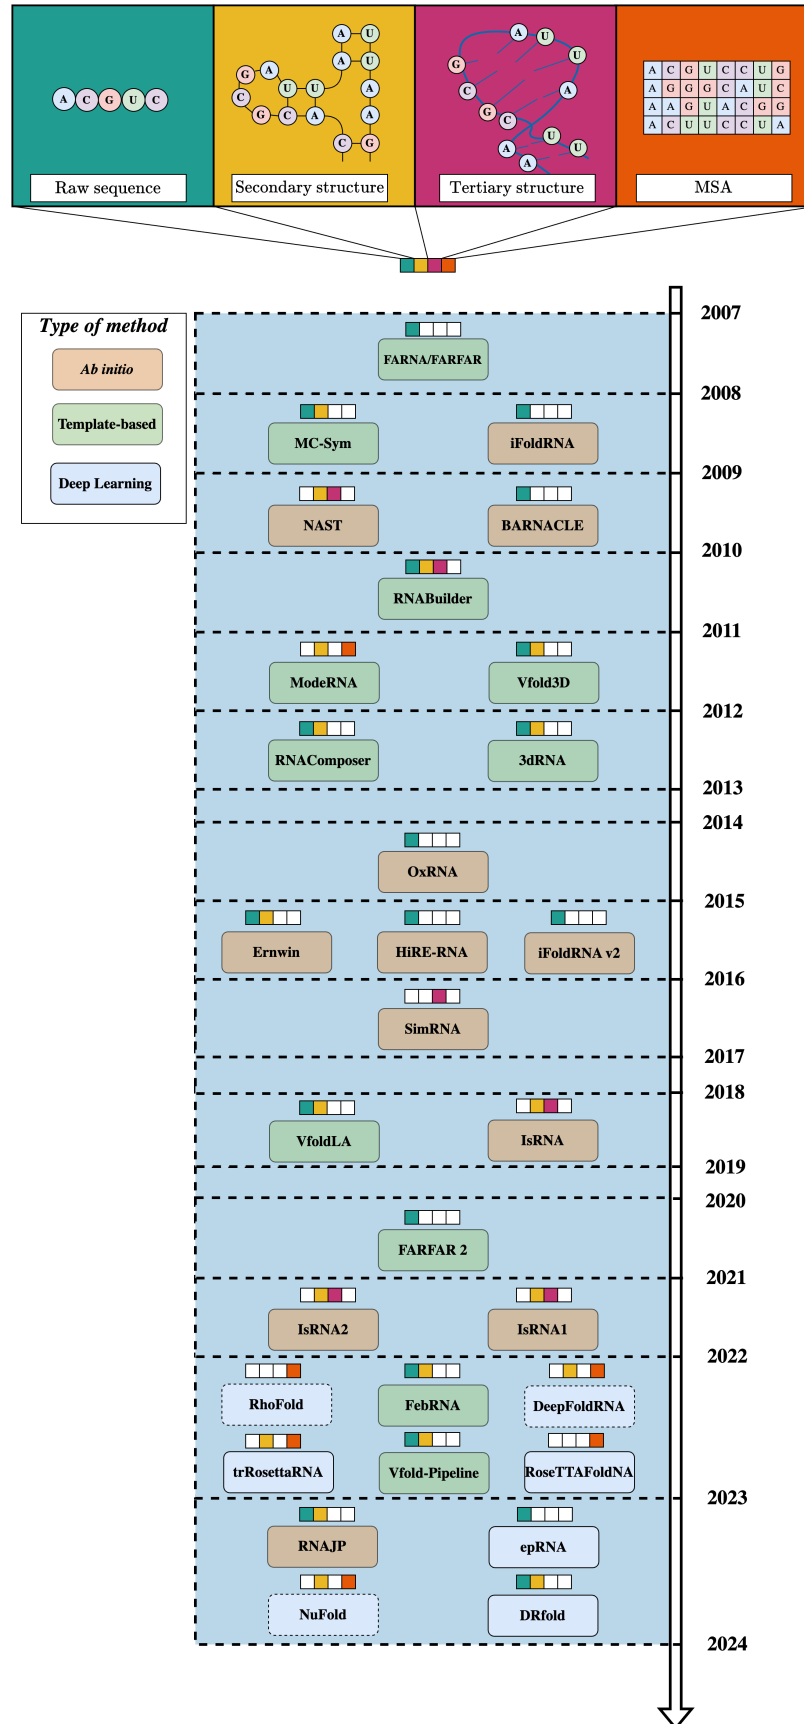 A C G U C
A U
G A A U
C U U A
G C A A
C G
A U U
G A
C G C U U
A A
A C G U C C U G
A G G G C A U C
A A G U A C G G
A C U U C C U A
Raw sequence
Secondary structure
Tertiary structure
MSA
Type of method
Ab initio
Template-based
Deep Learning
2007
FARNA/FARFAR
2008
MC-Sym
iFoldRNA
2009
NAST
BARNACLE
2010
RNABuilder
2011
ModeRNA
Vfold3D
2012
RNAComposer
3dRNA
2013
2014
OxRNA
2015
Ernwin
HiRE-RNA
iFoldRNA v2
2016
SimRNA
2017
2018
VfoldLA
IsRNA
2019
2020
FARFAR 2
2021
IsRNA2
IsRNA1
2022
RhoFold
FebRNA
DeepFoldRNA
trRosettaRNA
Vfold-Pipeline
RoseTTAFoldNA
2023
RNAJP
epRNA
NuFold
DRfold
2024